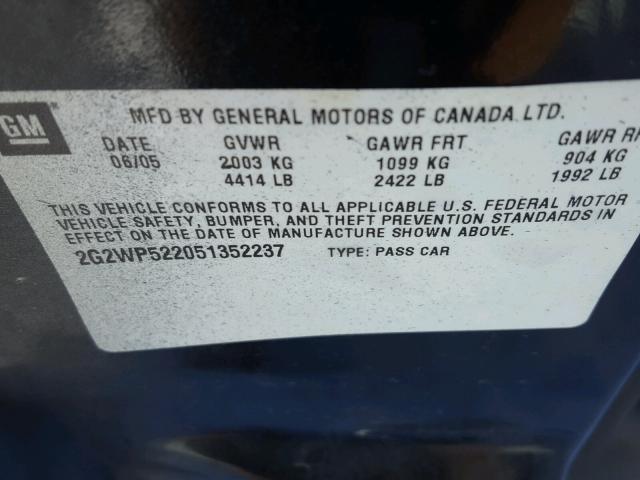 GM
MFD BY GENERAL MOTORS OF CANADA LTD.
DATE GVWR GAWR FRT GAWR
06/05 2003 KG 1099 KG 904 KG
4414 LB 2422 LB 1992 LB
THIS VEHICLE CONFORMS TO ALL APPLICABLE U.S. FEDERAL MOTOR
VEHICLE SAFETY, BUMPER, AND THEFT PREVENTION STANDARDS IN
EFFECT ON THE DATE OF MANUFACTURE SHOWN ABOVE.
2G2WP522051352237 TYPE: PASS CAR